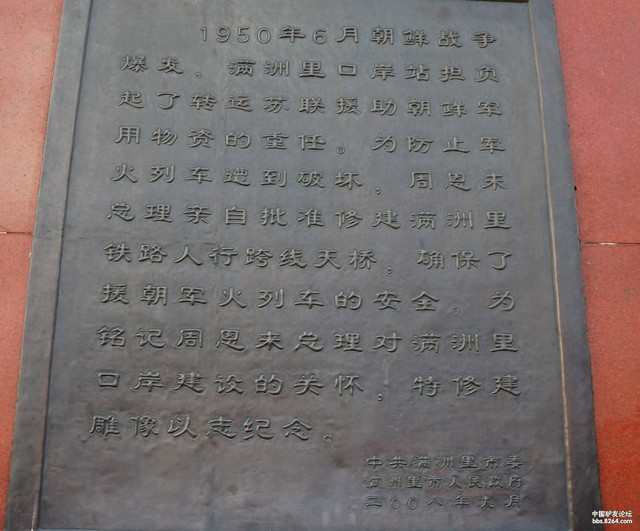 1950年6月朝鲜战争
爆发，满洲里口岸站担负
起了转运苏联援助朝鲜军
用物资的重任。为防止军
火列车遭到破坏，周恩来
总理亲自批准修建满洲里
铁路人行跨线天桥，确保了
援朝军火列车的安全。为
铭记周恩来总理对满洲里
口岸建设的关怀，特修建
雕像以志纪念。
中共满洲里市委
满洲里市人民政府
二〇〇八年九月
中国驴友论坛
bbs.8264.com